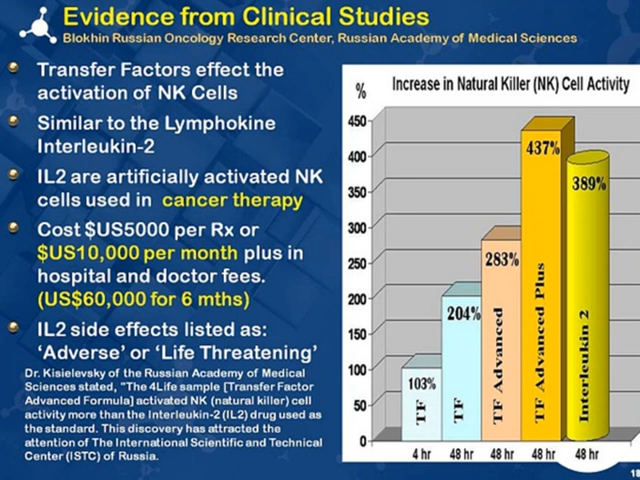 Evidence from Clinical Studies
Blokhin Russian Oncology Research Center, Russian Academy of Medical Sciences
Transfer Factors effect the
activation of NK Cells
Similar to the Lymphokine
Interleukin-2
IL2 are artificially activated NK
cells used in cancer therapy
Cost $US5000 per Rx or
$US10,000 per month plus in
hospital and doctor fees.
(US$60,000 for 6 mths)
IL2 side effects listed as:
‘Adverse’ or ‘Life Threatening’
Dr. Kisielevsky of the Russian Academy of Medical
Sciences stated, "The 4Life sample [Transfer Factor
Advanced Formula] activated NK (natural killer) cell
activity more than the Interleukin-2 (IL2) drug used as
the standard. This discovery has attracted the
attention of The International Scientific and Technical
Center (ISTC) of Russia.
% Increase in Natural Killer (NK) Cell Activity
450
400
350
300
250
200
150
100
50
0
103%
TF
204%
TF
283%
TF Advanced
437%
TF Advanced Plus
389%
Interleukin 2
4 hr 48 hr 48 hr 48 hr 48 hr
18